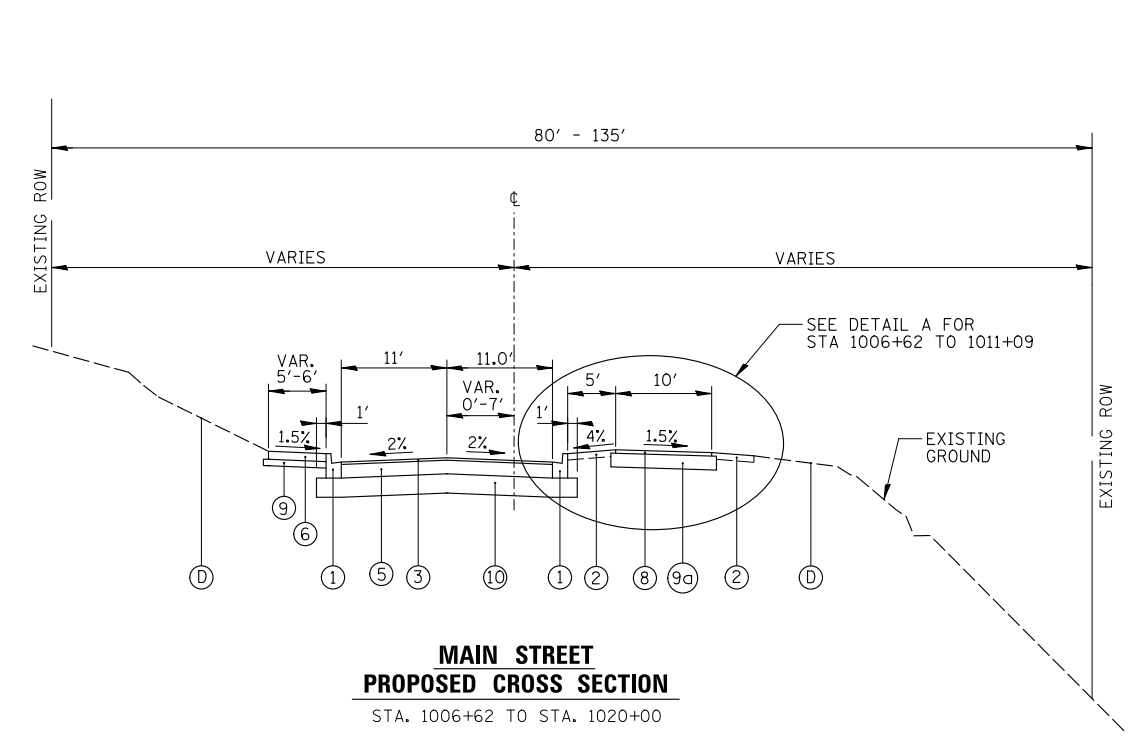 80' - 135'
EXISTING ROW
℄
VARIES
VARIES
SEE DETAIL A FOR
STA 1006+62 TO 1011+09
VAR.
5'-6'
11'
11.0'
5'
10'
VAR.
0'-7'
1'
1'
1.5%
2%
2%
4%
1.5%
EXISTING
GROUND
EXISTING ROW
9
6
D
1
5
3
10
1
2
8
9a
2
D
MAIN STREET
PROPOSED CROSS SECTION
STA. 1006+62 TO STA. 1020+00